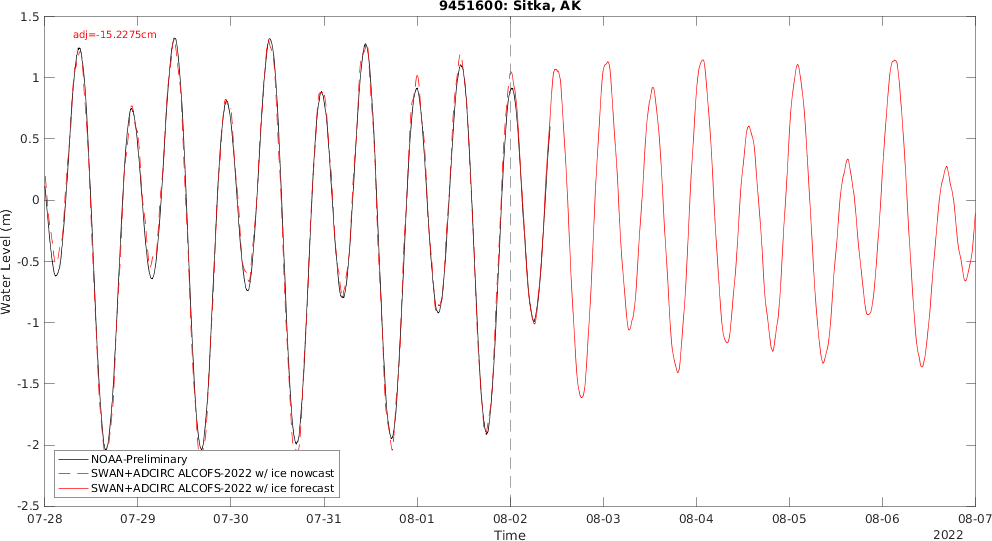 9451600: Sitka, AK
adj=-15.2275cm
1.5
1
0.5
0
-0.5
-1
-1.5
-2
-2.5
Water Level (m)
NOAA-Preliminary
SWAN+ADCIRC ALCOFS-2022 w/ ice nowcast
SWAN+ADCIRC ALCOFS-2022 w/ ice forecast
07-28 07-29 07-30 07-31 08-01 08-02 08-03 08-04 08-05 08-06 08-07
Time
2022